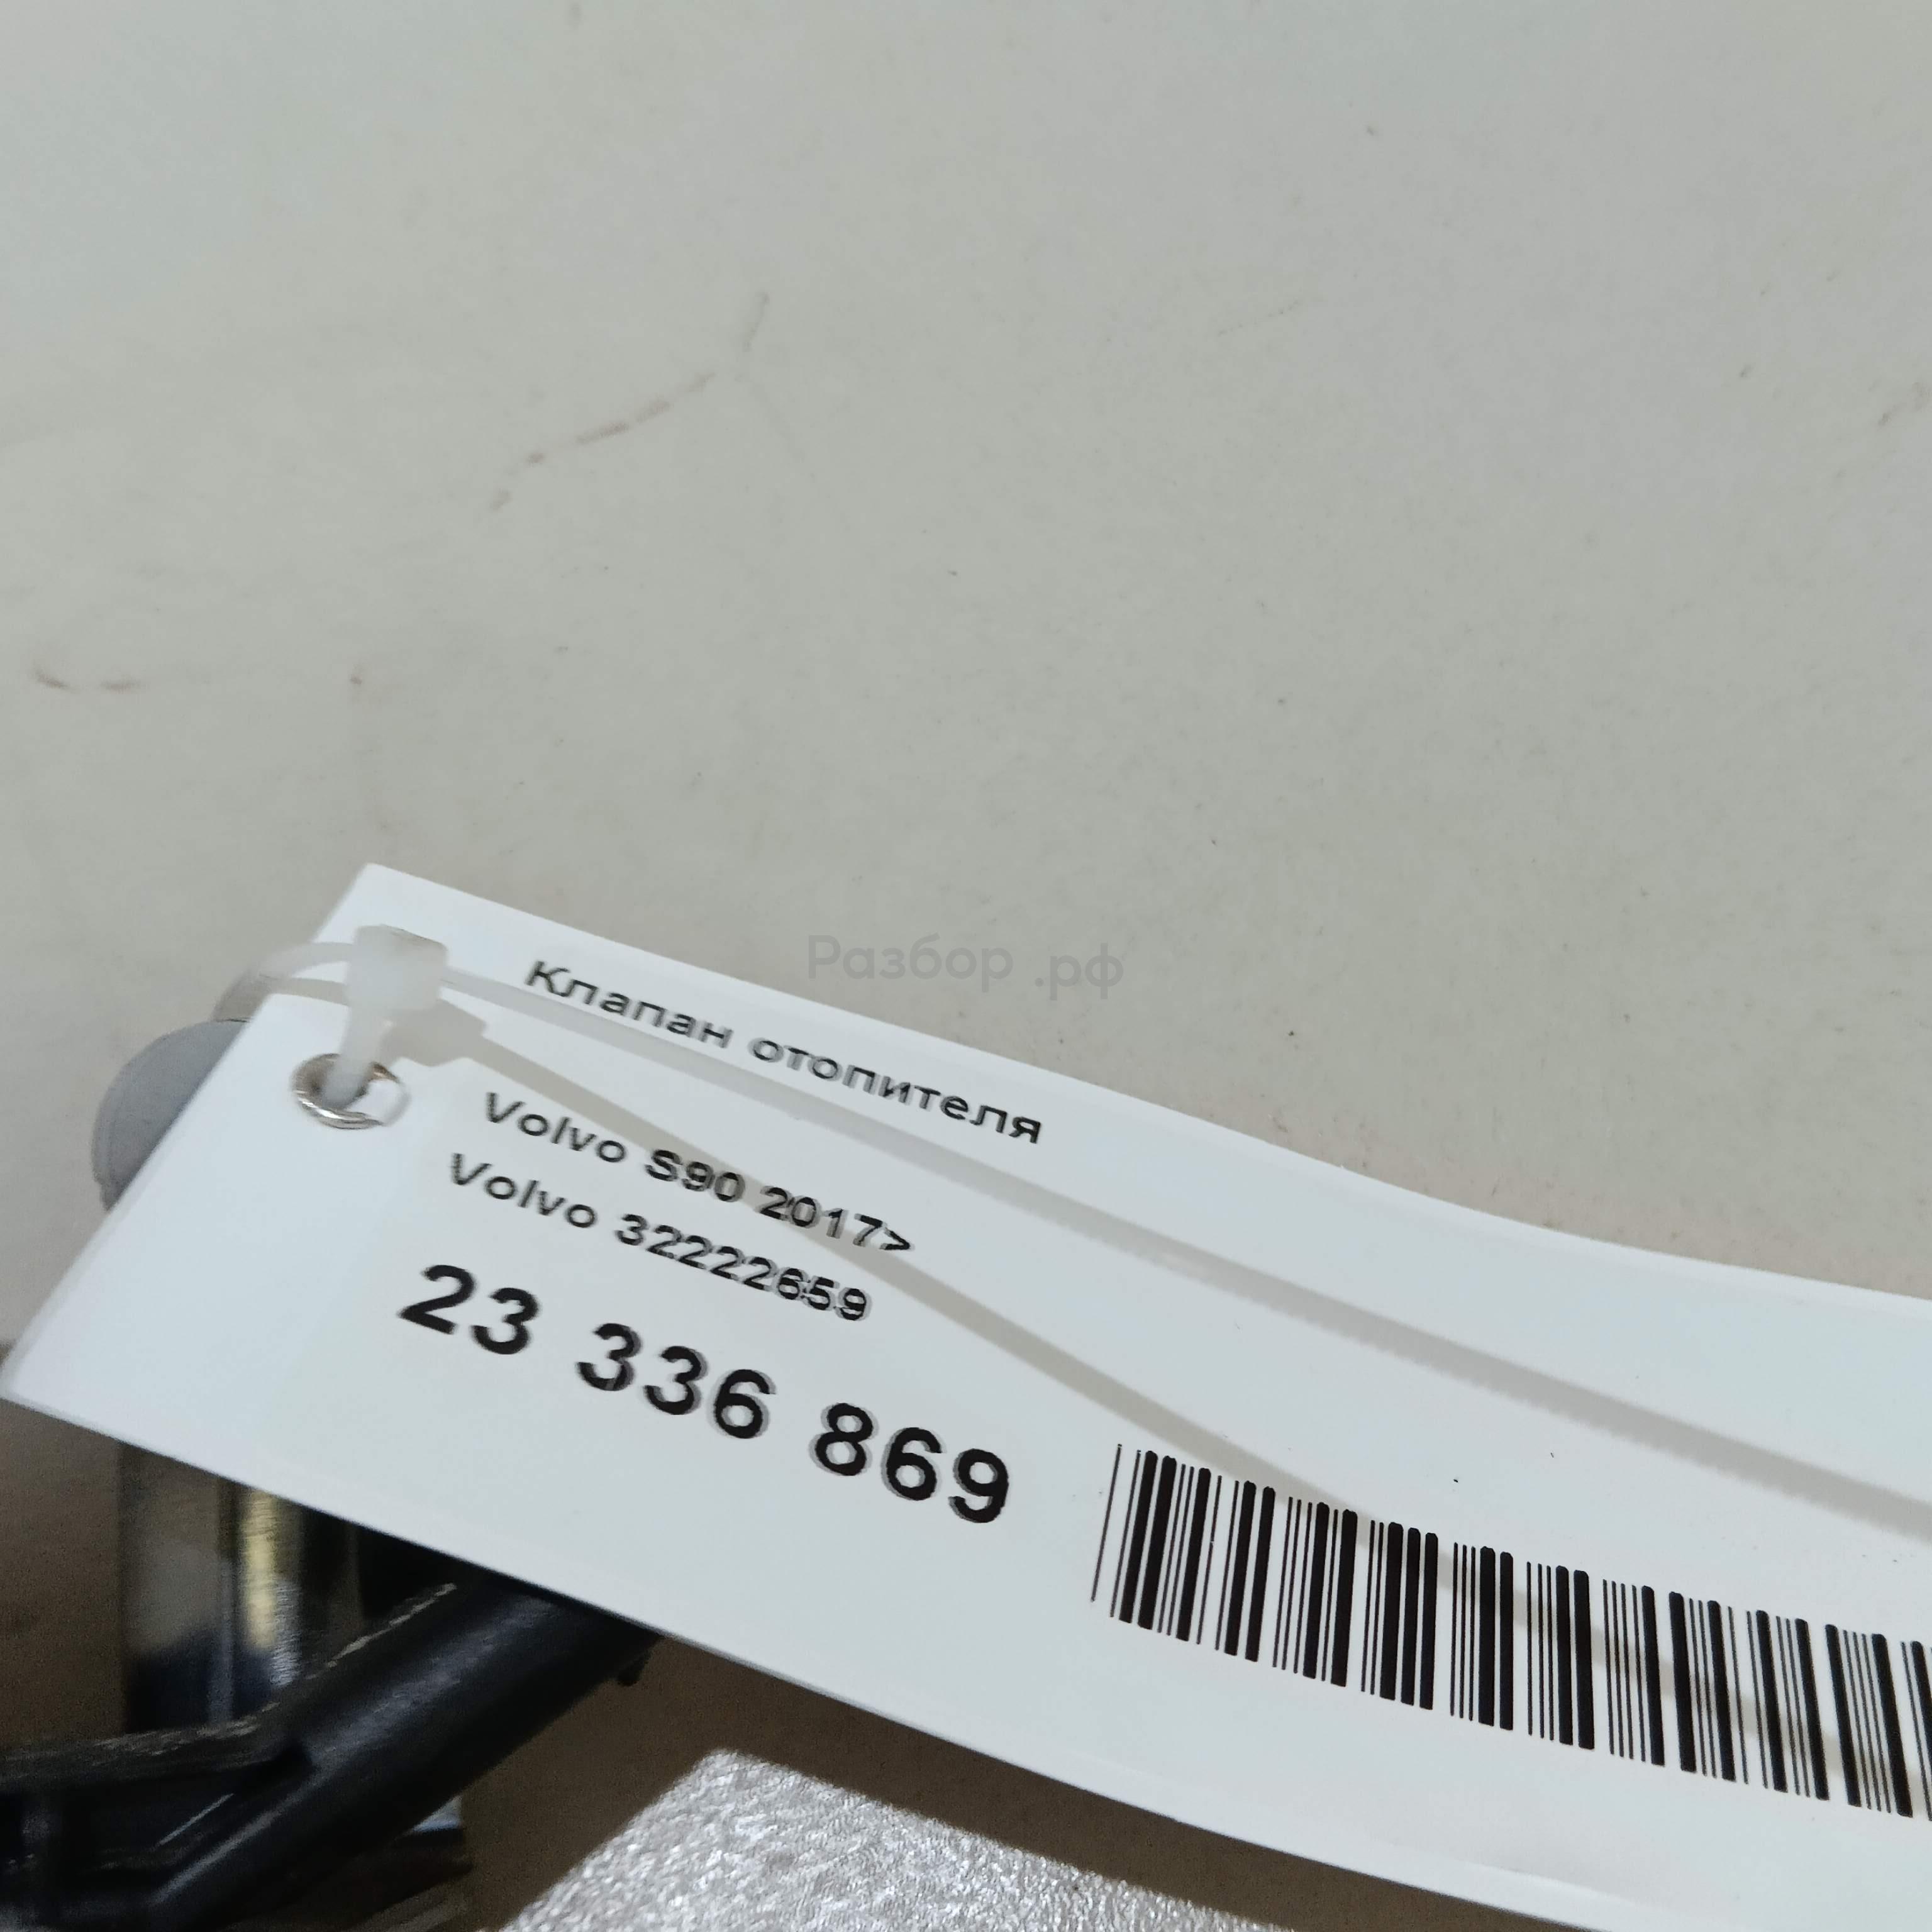 Разбор .рф
Клапан отопителя
Volvo S90 2017>
Volvo 32222659
23 336 869